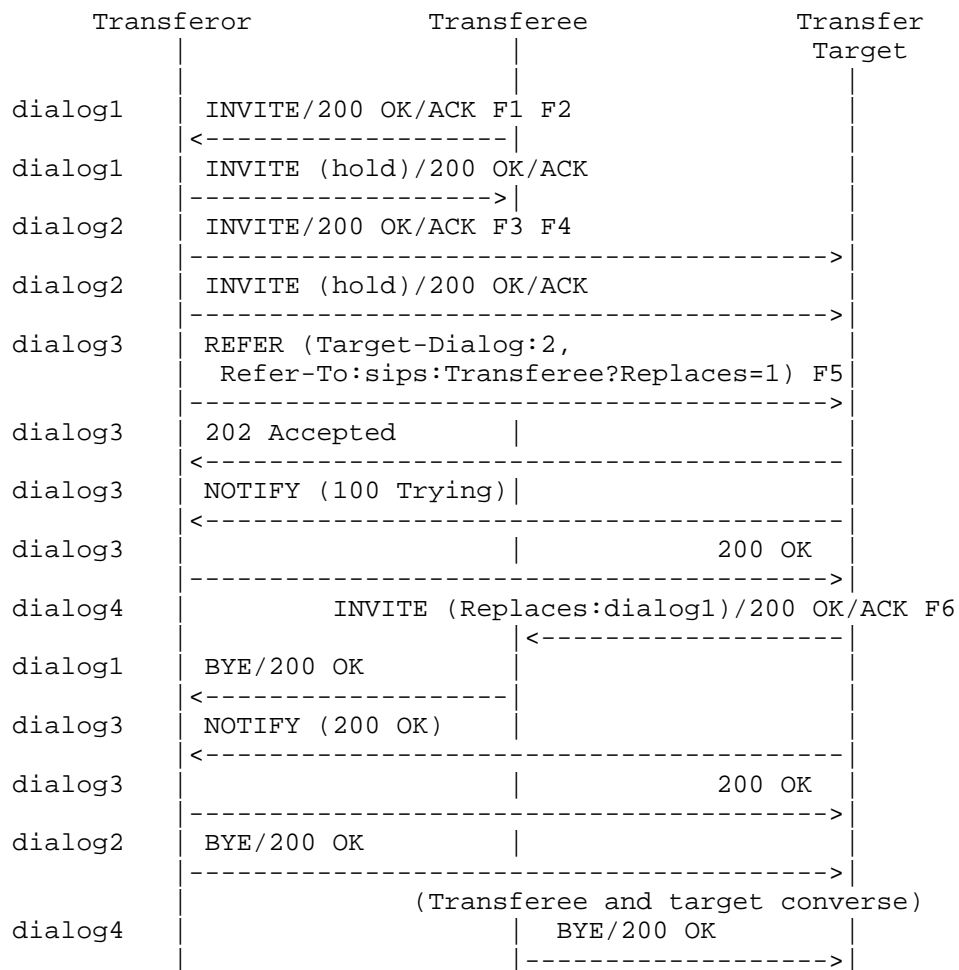 Transferor           Transferee             Transfer
                                             Target
dialog1    INVITE/200 OK/ACK F1 F2
dialog1    INVITE (hold)/200 OK/ACK
dialog2    INVITE/200 OK/ACK F3 F4
dialog2    INVITE (hold)/200 OK/ACK
dialog3    REFER (Target-Dialog:2,
            Refer-To:sips:Transferee?Replaces=1) F5
dialog3    202 Accepted
dialog3    NOTIFY (100 Trying)
dialog3                                    200 OK
dialog4            INVITE (Replaces:dialog1)/200 OK/ACK F6
dialog1    BYE/200 OK
dialog3    NOTIFY (200 OK)
dialog3                                    200 OK
dialog2    BYE/200 OK
                        (Transferee and target converse)
dialog4                          BYE/200 OK